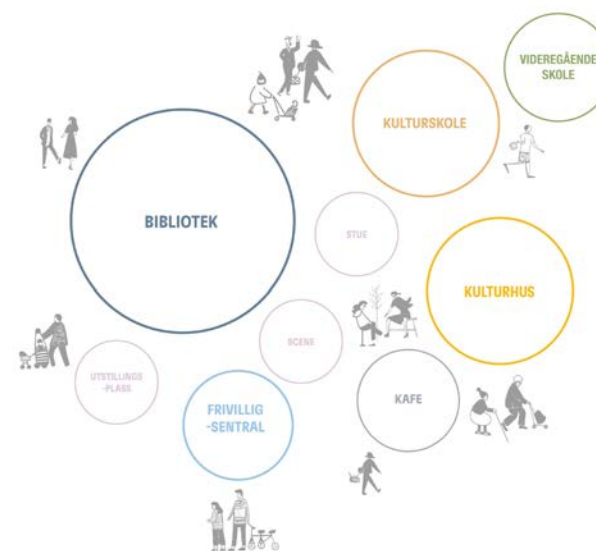 VIDEREGÅENDE
SKOLE
KULTURSKOLE
BIBLIOTEK
STUE
KULTURHUS
SCENE
UTSTILLINGS
-PLASS
FRIVILLIG
-SENTRAL
KAFE